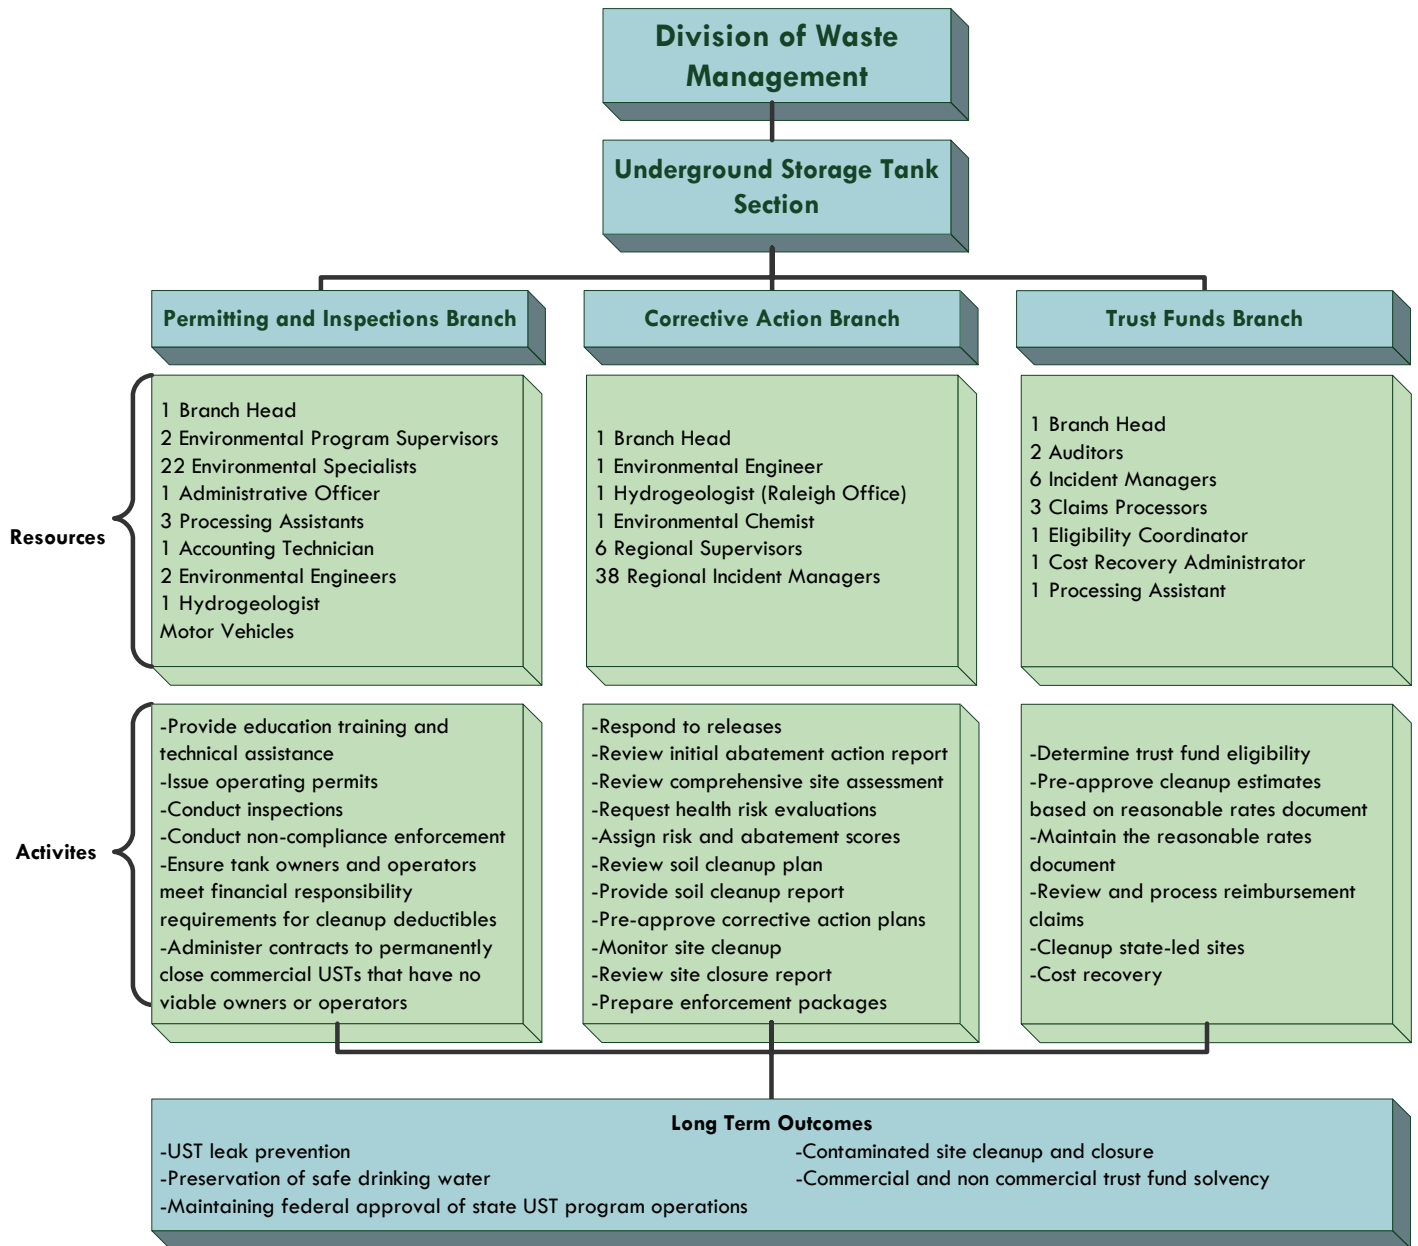 Division of Waste
Management
Underground Storage Tank
Section
Permitting and Inspections Branch
Corrective Action Branch
Trust Funds Branch
Resources
1 Branch Head
2 Environmental Program Supervisors
22 Environmental Specialists
1 Administrative Officer
3 Processing Assistants
1 Accounting Technician
2 Environmental Engineers
1 Hydrogeologist
Motor Vehicles
1 Branch Head
1 Environmental Engineer
1 Hydrogeologist (Raleigh Office)
1 Environmental Chemist
6 Regional Supervisors
38 Regional Incident Managers
1 Branch Head
2 Auditors
6 Incident Managers
3 Claims Processors
1 Eligibility Coordinator
1 Cost Recovery Administrator
1 Processing Assistant
Activites
-Provide education training and
technical assistance
-Issue operating permits
-Conduct inspections
-Conduct non-compliance enforcement
-Ensure tank owners and operators
meet financial responsibility
requirements for cleanup deductibles
-Administer contracts to permanently
close commercial USTs that have no
viable owners or operators
-Respond to releases
-Review initial abatement action report
-Review comprehensive site assessment
-Request health risk evaluations
-Assign risk and abatement scores
-Review soil cleanup plan
-Provide soil cleanup report
-Pre-approve corrective action plans
-Monitor site cleanup
-Review site closure report
-Prepare enforcement packages
-Determine trust fund eligibility
-Pre-approve cleanup estimates
based on reasonable rates document
-Maintain the reasonable rates
document
-Review and process reimbursement
claims
-Cleanup state-led sites
-Cost recovery
Long Term Outcomes
-UST leak prevention
-Preservation of safe drinking water
-Maintaining federal approval of state UST program operations
-Contaminated site cleanup and closure
-Commercial and non commercial trust fund solvency